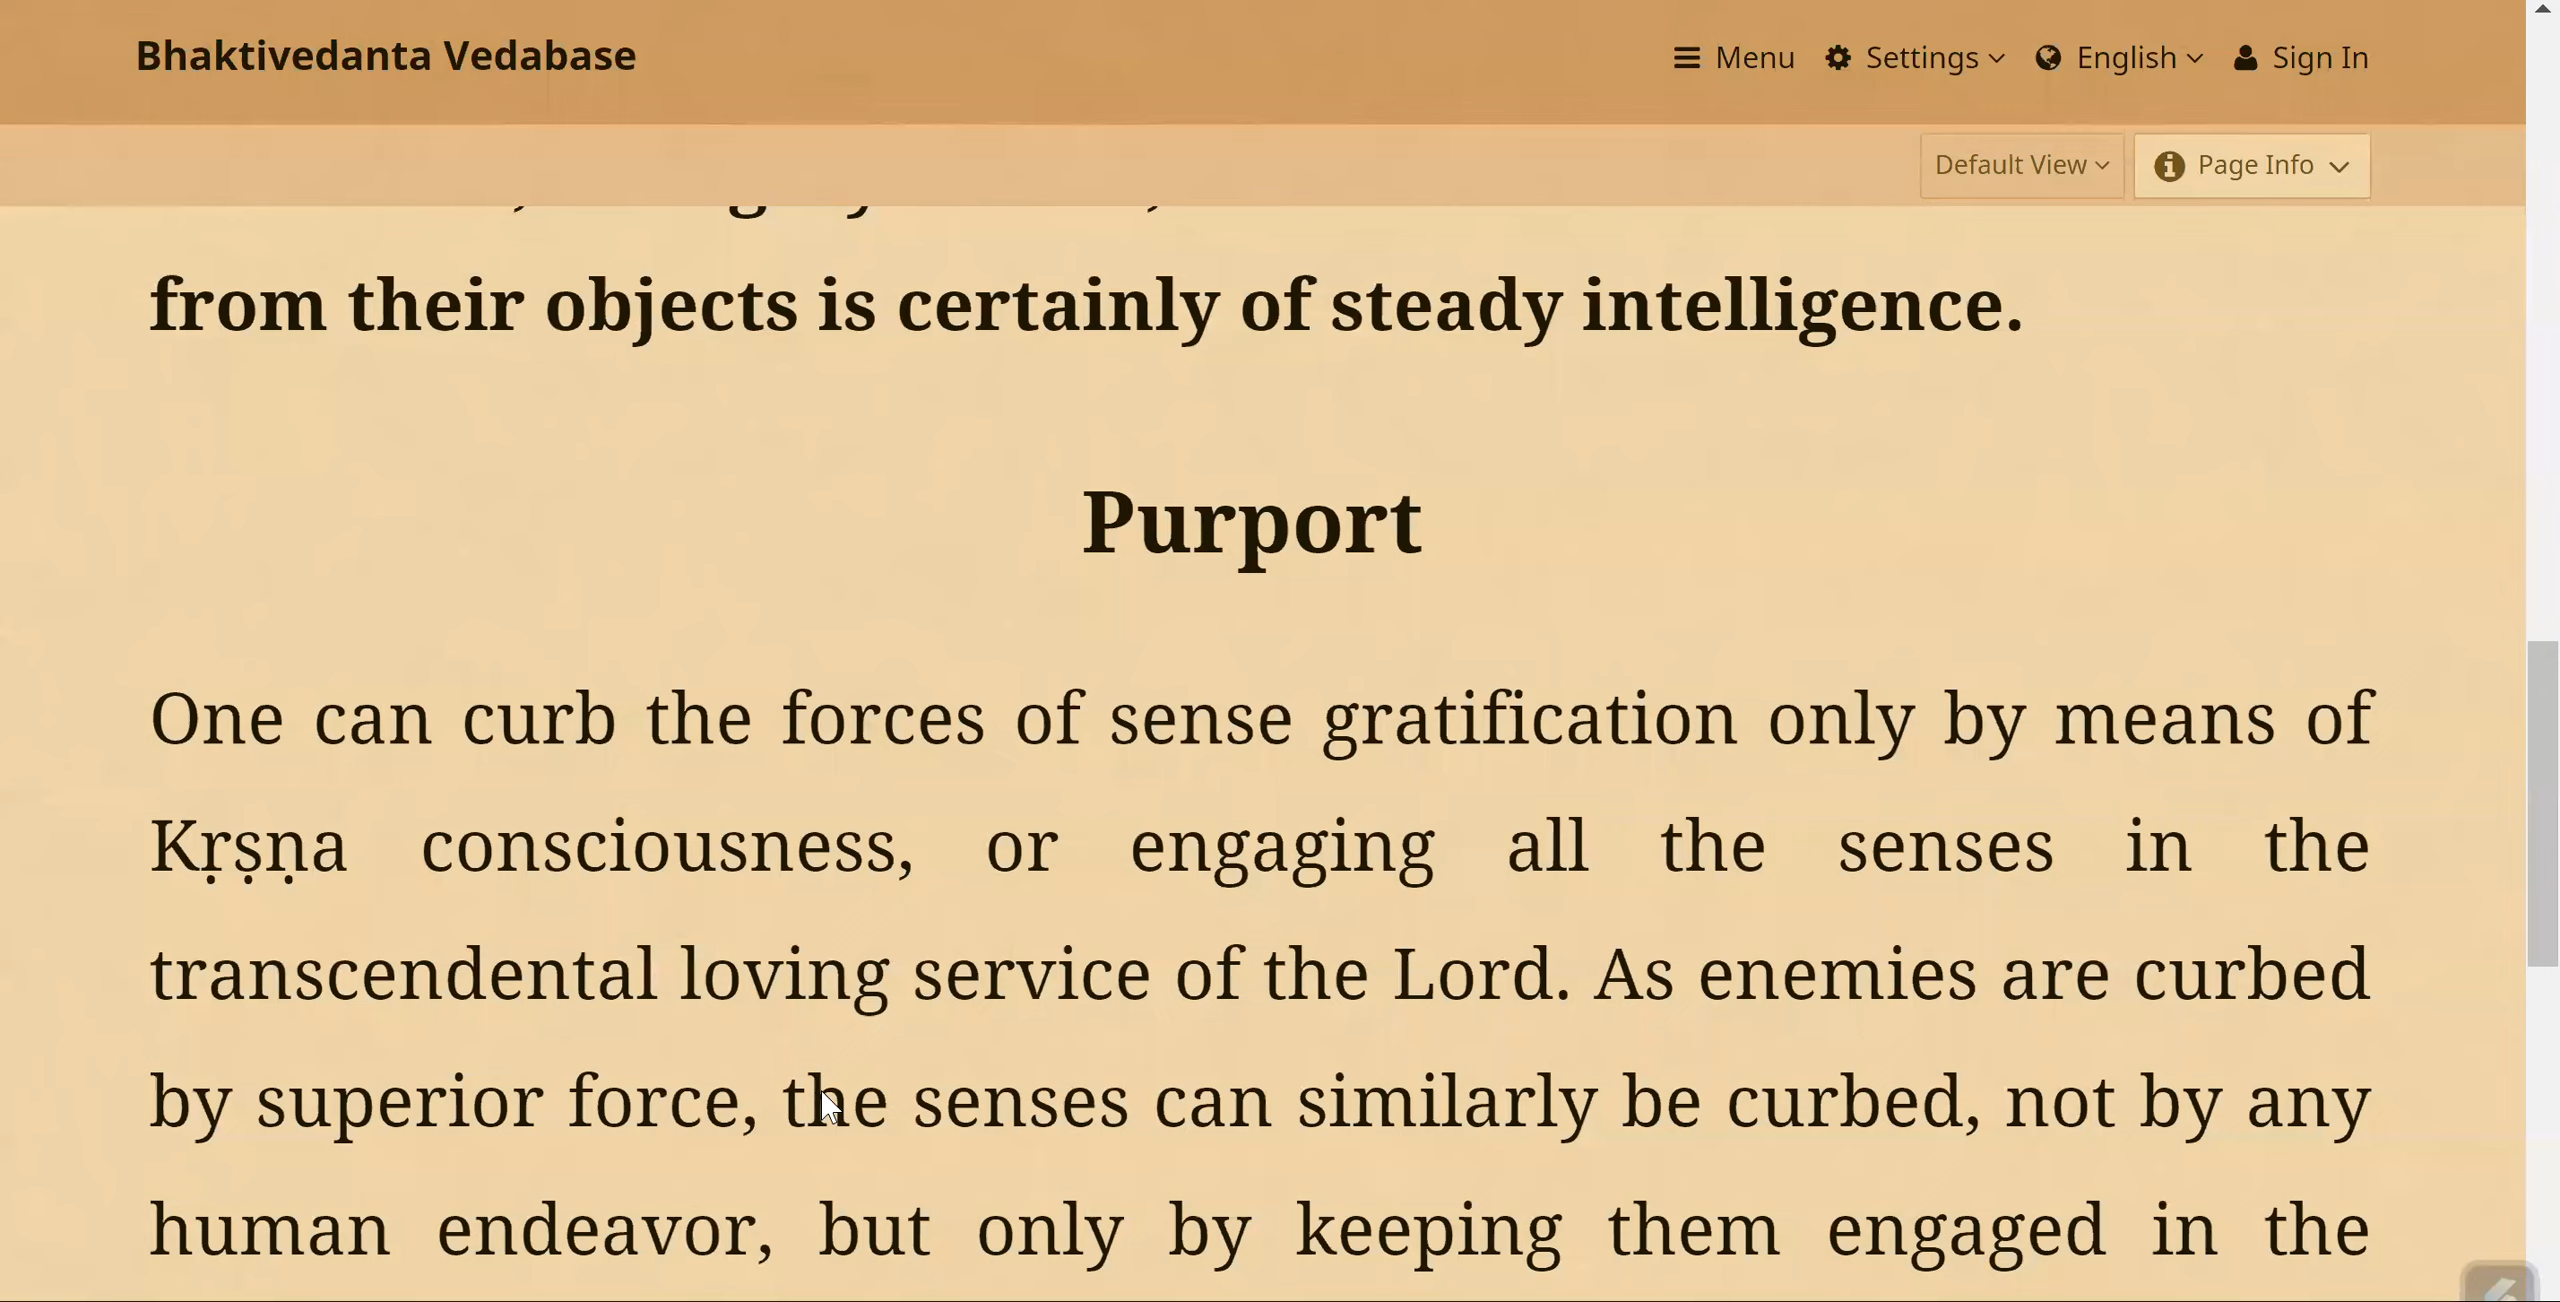 Bhaktivedanta Vedabase
Menu Settings English Sign In
Default View Page Info
from their objects is certainly of steady intelligence.
Purport
One can curb the forces of sense gratification only by means of
Kṛṣṇa consciousness, or engaging all the senses in the
transcendental loving service of the Lord. As enemies are curbed
by superior force, the senses can similarly be curbed, not by any
human endeavor, but only by keeping them engaged in the